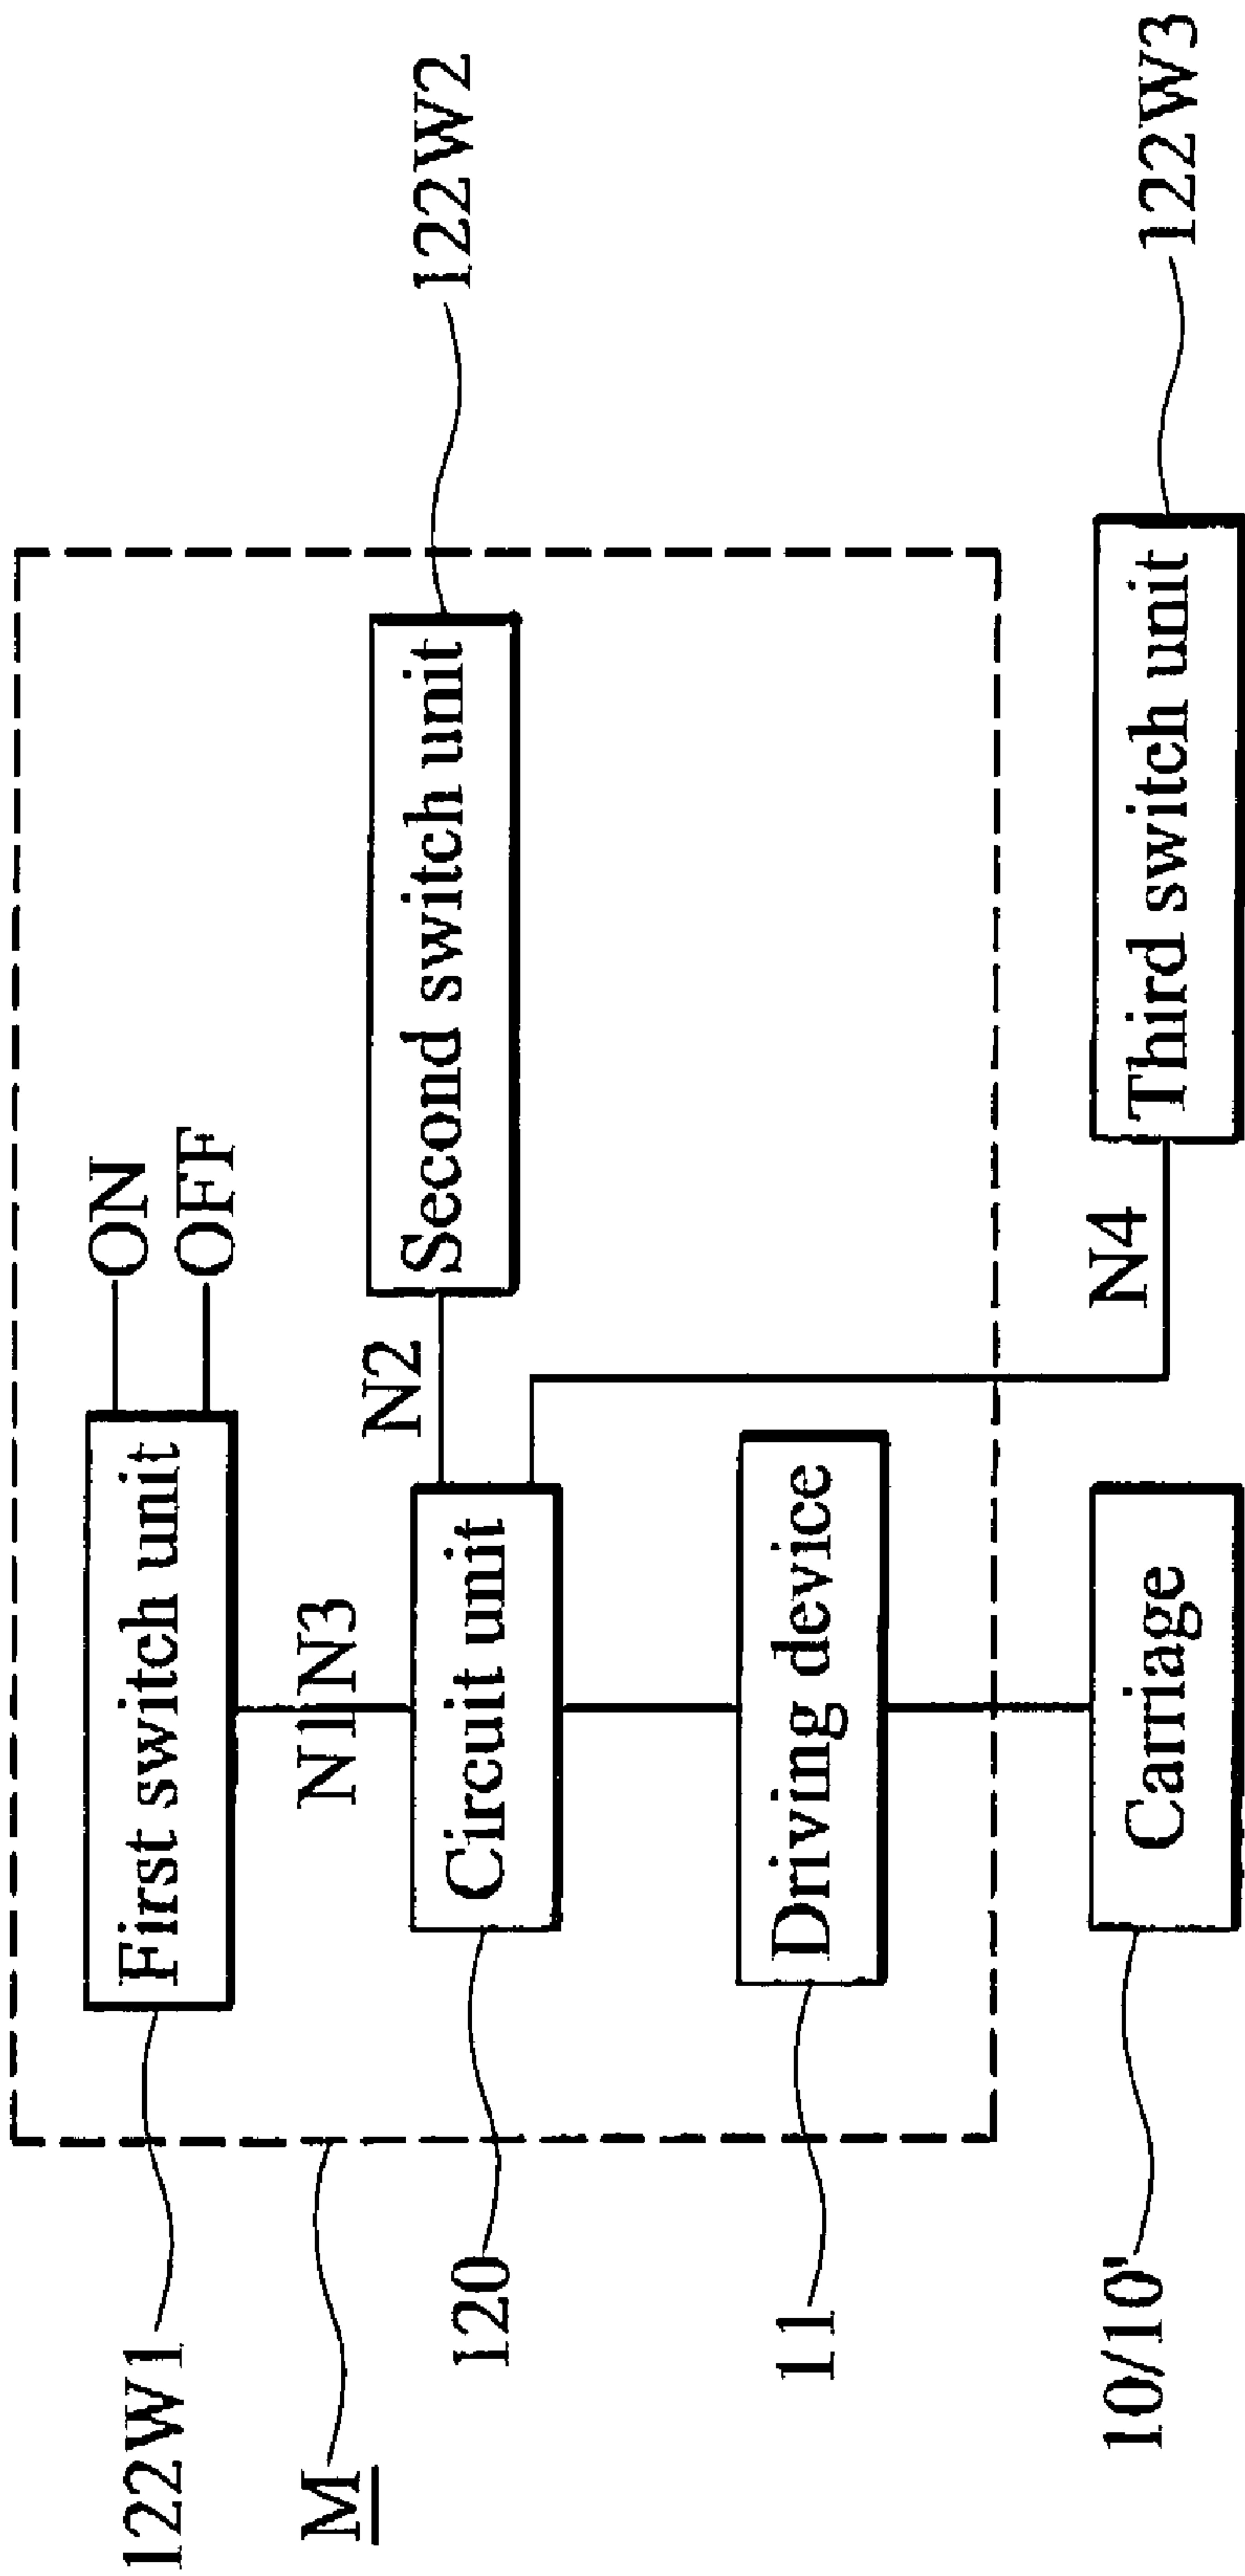 122W1
First switch unit
ON
OFF
M
N1
N3
N2
122W2
120
Circuit unit
Second switch unit
11
Driving device
N4
10/10'
Carriage
Third switch unit
122W3